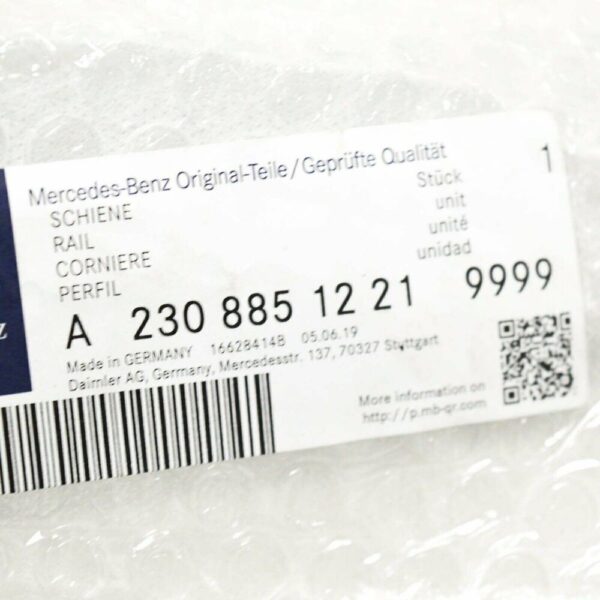 Mercedes-Benz Original-Teile/Geprüfte Qualität
SCHIENE Stück 1
RAIL unit
CORNIERE unité
PERFIL unidad
A 230 885 12 21 9999
Made in GERMANY 16628414B 05.06.19
Daimler AG, Germany, Mercedesstr. 137, 70327 Stuttgart
More information on
http://p.mb-qr.com
z